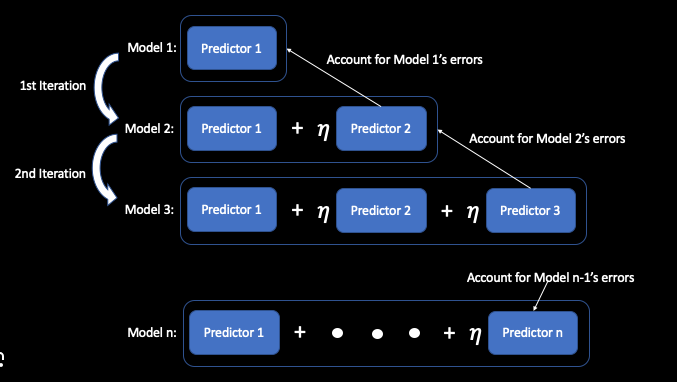 Model 1: Predictor 1
Account for Model 1's errors
1st Iteration
Model 2: Predictor 1 + η Predictor 2
Account for Model 2's errors
2nd Iteration
Model 3: Predictor 1 + η Predictor 2 + η Predictor 3
Account for Model n-1's errors
Model n: Predictor 1 + • • • + η Predictor n